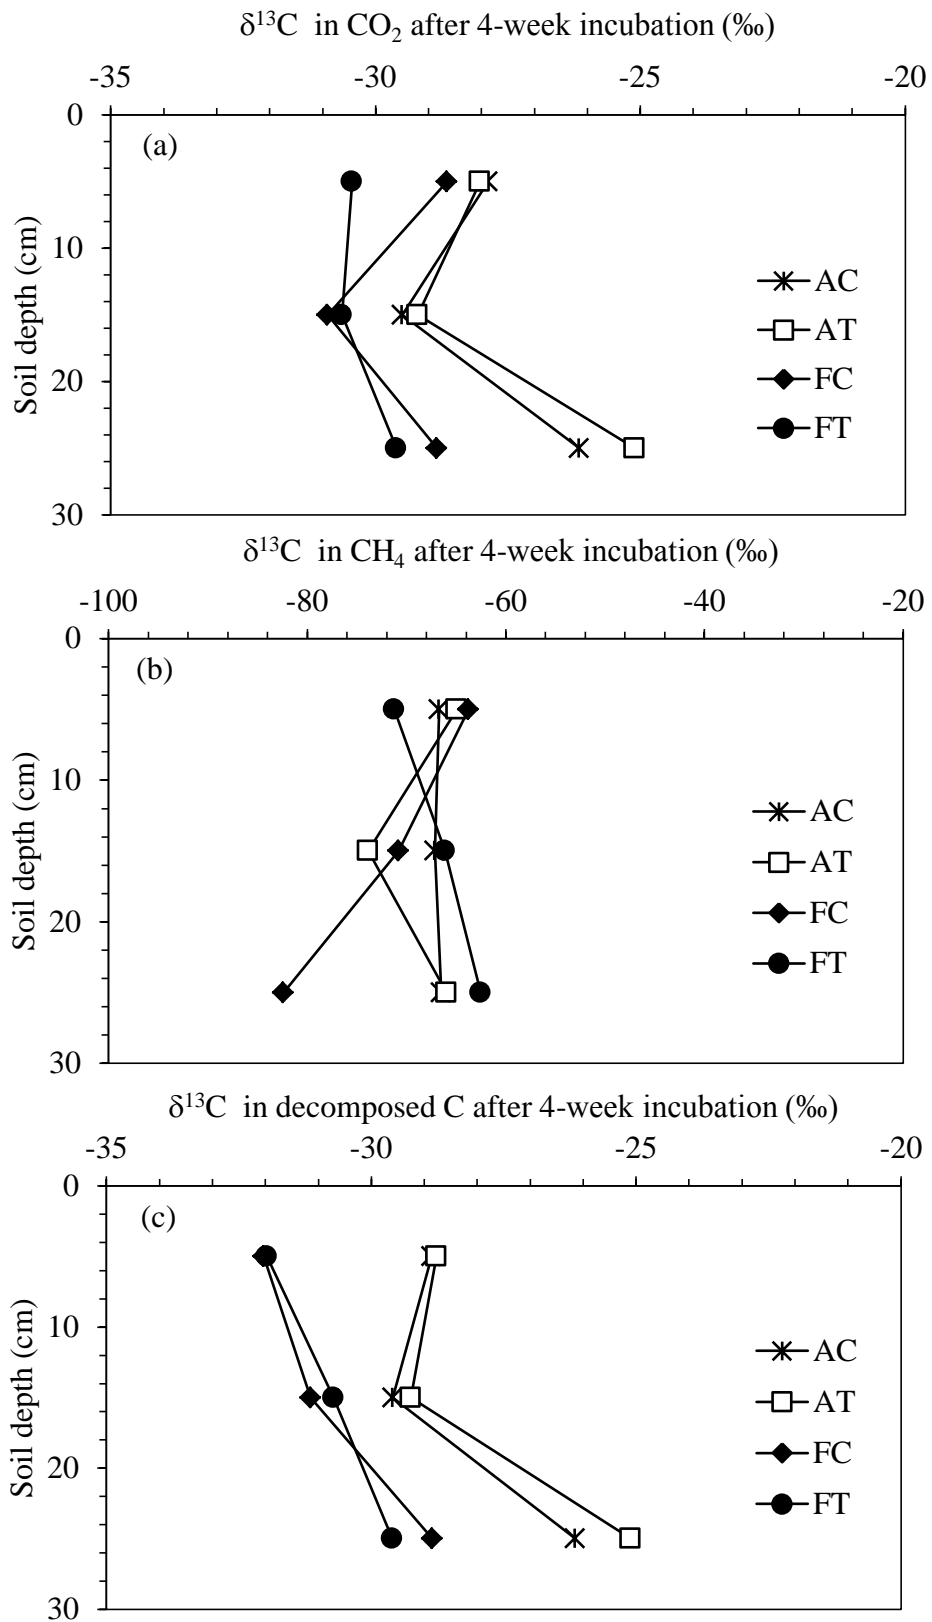 δ¹³C in CO₂ after 4-week incubation (‰)
-35 -30 -25 -20
0
(a)
10
20
30
Soil depth (cm)
AC
AT
FC
FT
δ¹³C in CH₄ after 4-week incubation (‰)
-100 -80 -60 -40 -20
0
(b)
10
20
30
Soil depth (cm)
AC
AT
FC
FT
δ¹³C in decomposed C after 4-week incubation (‰)
-35 -30 -25 -20
0
(c)
10
20
30
Soil depth (cm)
AC
AT
FC
FT